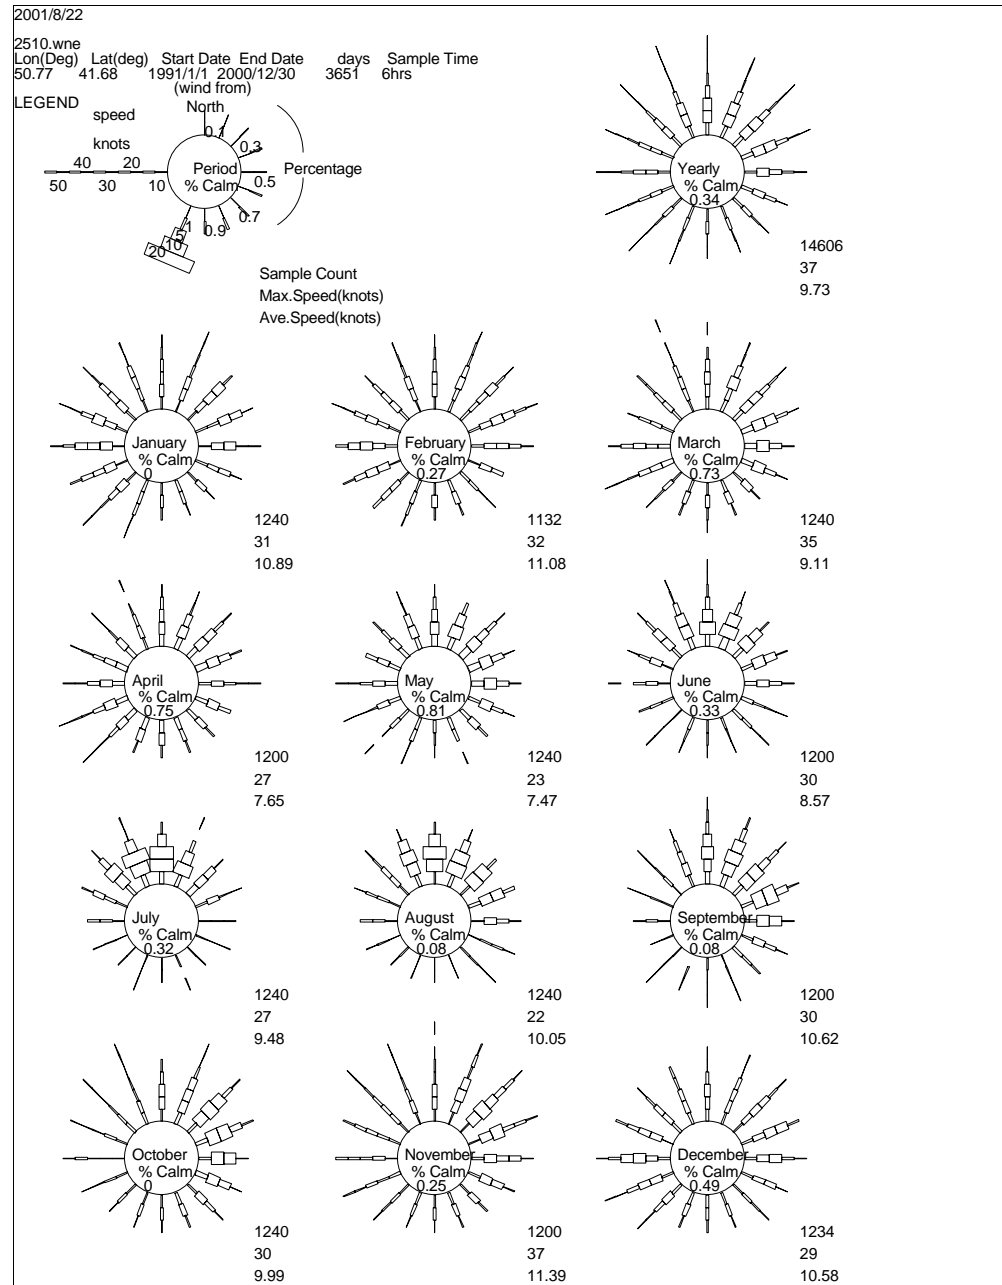 2001/8/22
2510.wne
Lon(Deg) Lat(deg) Start Date End Date days Sample Time
50.77 41.68 1991/1/1 2000/12/30 3651 6hrs
(wind from)
LEGEND
North
speed
0.1
knots
0.3
40 20
Period
Percentage
50 30 10
% Calm
0.5
0.7
0.9
1
5
10
20
Sample Count
Max.Speed(knots)
Ave.Speed(knots)
Yearly
% Calm
0.34
14606
37
9.73
January
% Calm
0
1240
31
10.89
February
% Calm
0.27
1132
32
11.08
March
% Calm
0.73
1240
35
9.11
April
% Calm
0.75
1200
27
7.65
May
% Calm
0.81
1240
23
7.47
June
% Calm
0.33
1200
30
8.57
July
% Calm
0.32
1240
27
9.48
August
% Calm
0.08
1240
22
10.05
September
% Calm
0.08
1200
30
10.62
October
% Calm
0
1240
30
9.99
November
% Calm
0.25
1200
37
11.39
December
% Calm
0.49
1234
29
10.58